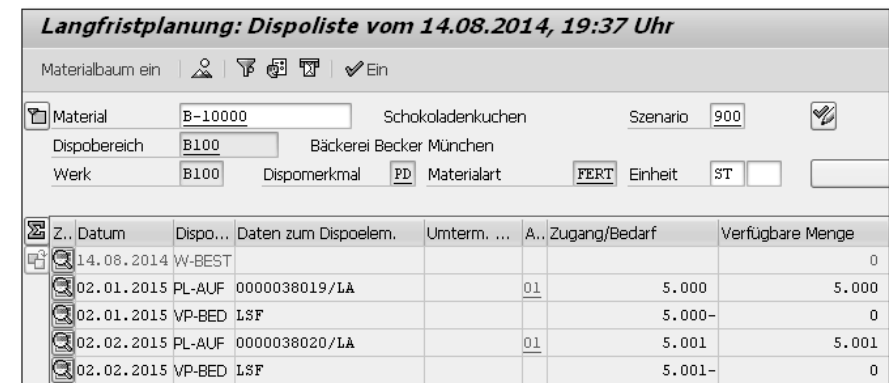 Langfristplanung: Dispoliste vom 14.08.2014, 19:37 Uhr
Materialbaum ein Ein
Material B-10000 Schokoladenkuchen Szenario 900
Dispobereich B100 Bäckerei Becker München
Werk B100 Dispomerkmal PD Materialart FERT Einheit ST
Z.. Datum Dispo... Daten zum Dispoelem. Umterm. ... A.. Zugang/Bedarf Verfügbare Menge
14.08.2014 W-BEST 0
02.01.2015 PL-AUF 0000038019/LA 01 5.000 5.000
02.01.2015 VP-BED LSF 5.000- 0
02.02.2015 PL-AUF 0000038020/LA 01 5.001 5.001
02.02.2015 VP-BED LSF 5.001- 0